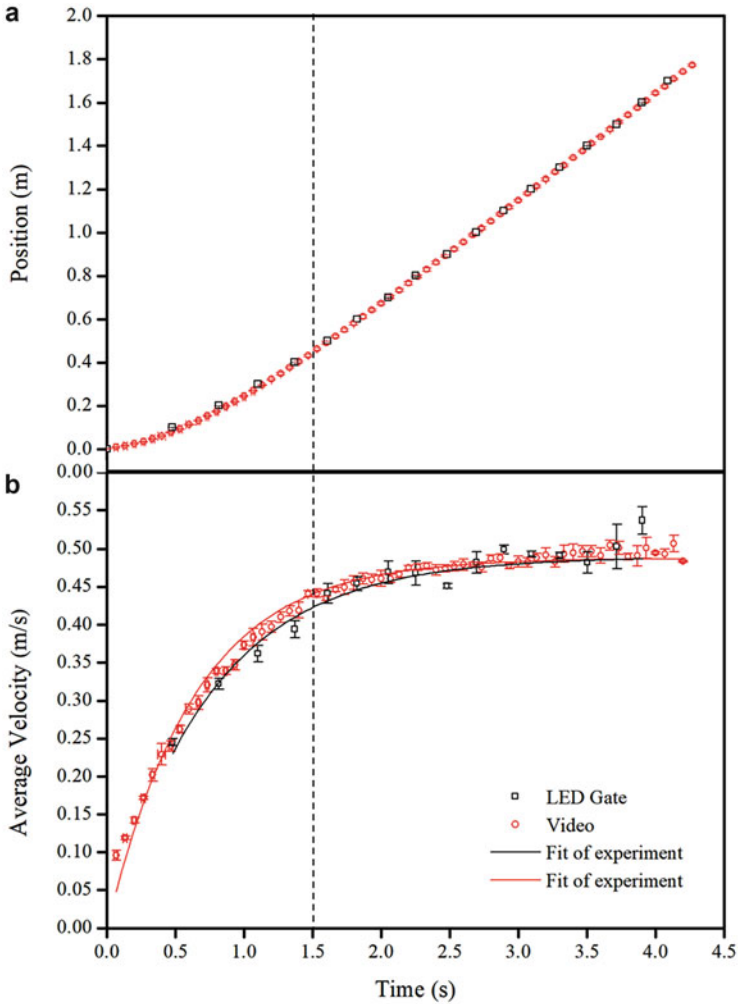 a
2.0
1.8
1.6
1.4
1.2
1.0
0.8
0.6
0.4
0.2
0.0
Position (m)
0.00
b
0.55
0.50
0.45
0.40
0.35
0.30
0.25
0.20
0.15
0.10
0.05
0.00
Average Velocity (m/s)
LED Gate
Video
Fit of experiment
Fit of experiment
0.0 0.5 1.0 1.5 2.0 2.5 3.0 3.5 4.0 4.5
Time (s)